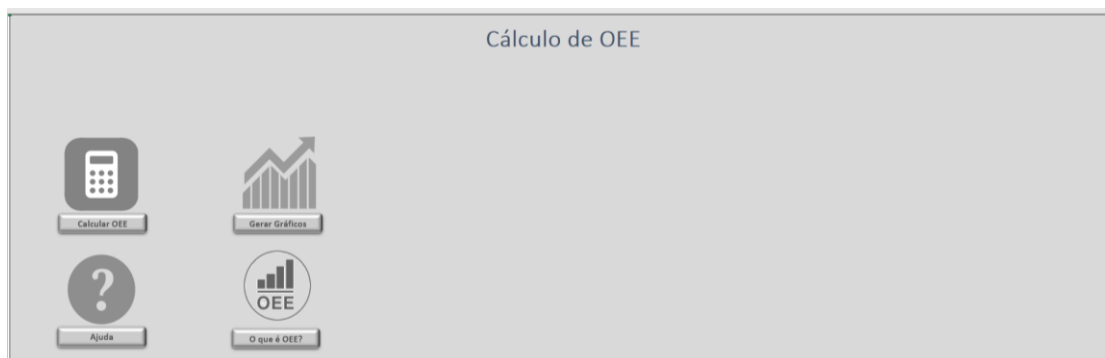 Cálculo de OEE
Calcular OEE
Gerar Gráficos
?
OEE
Ajuda
O que é OEE?